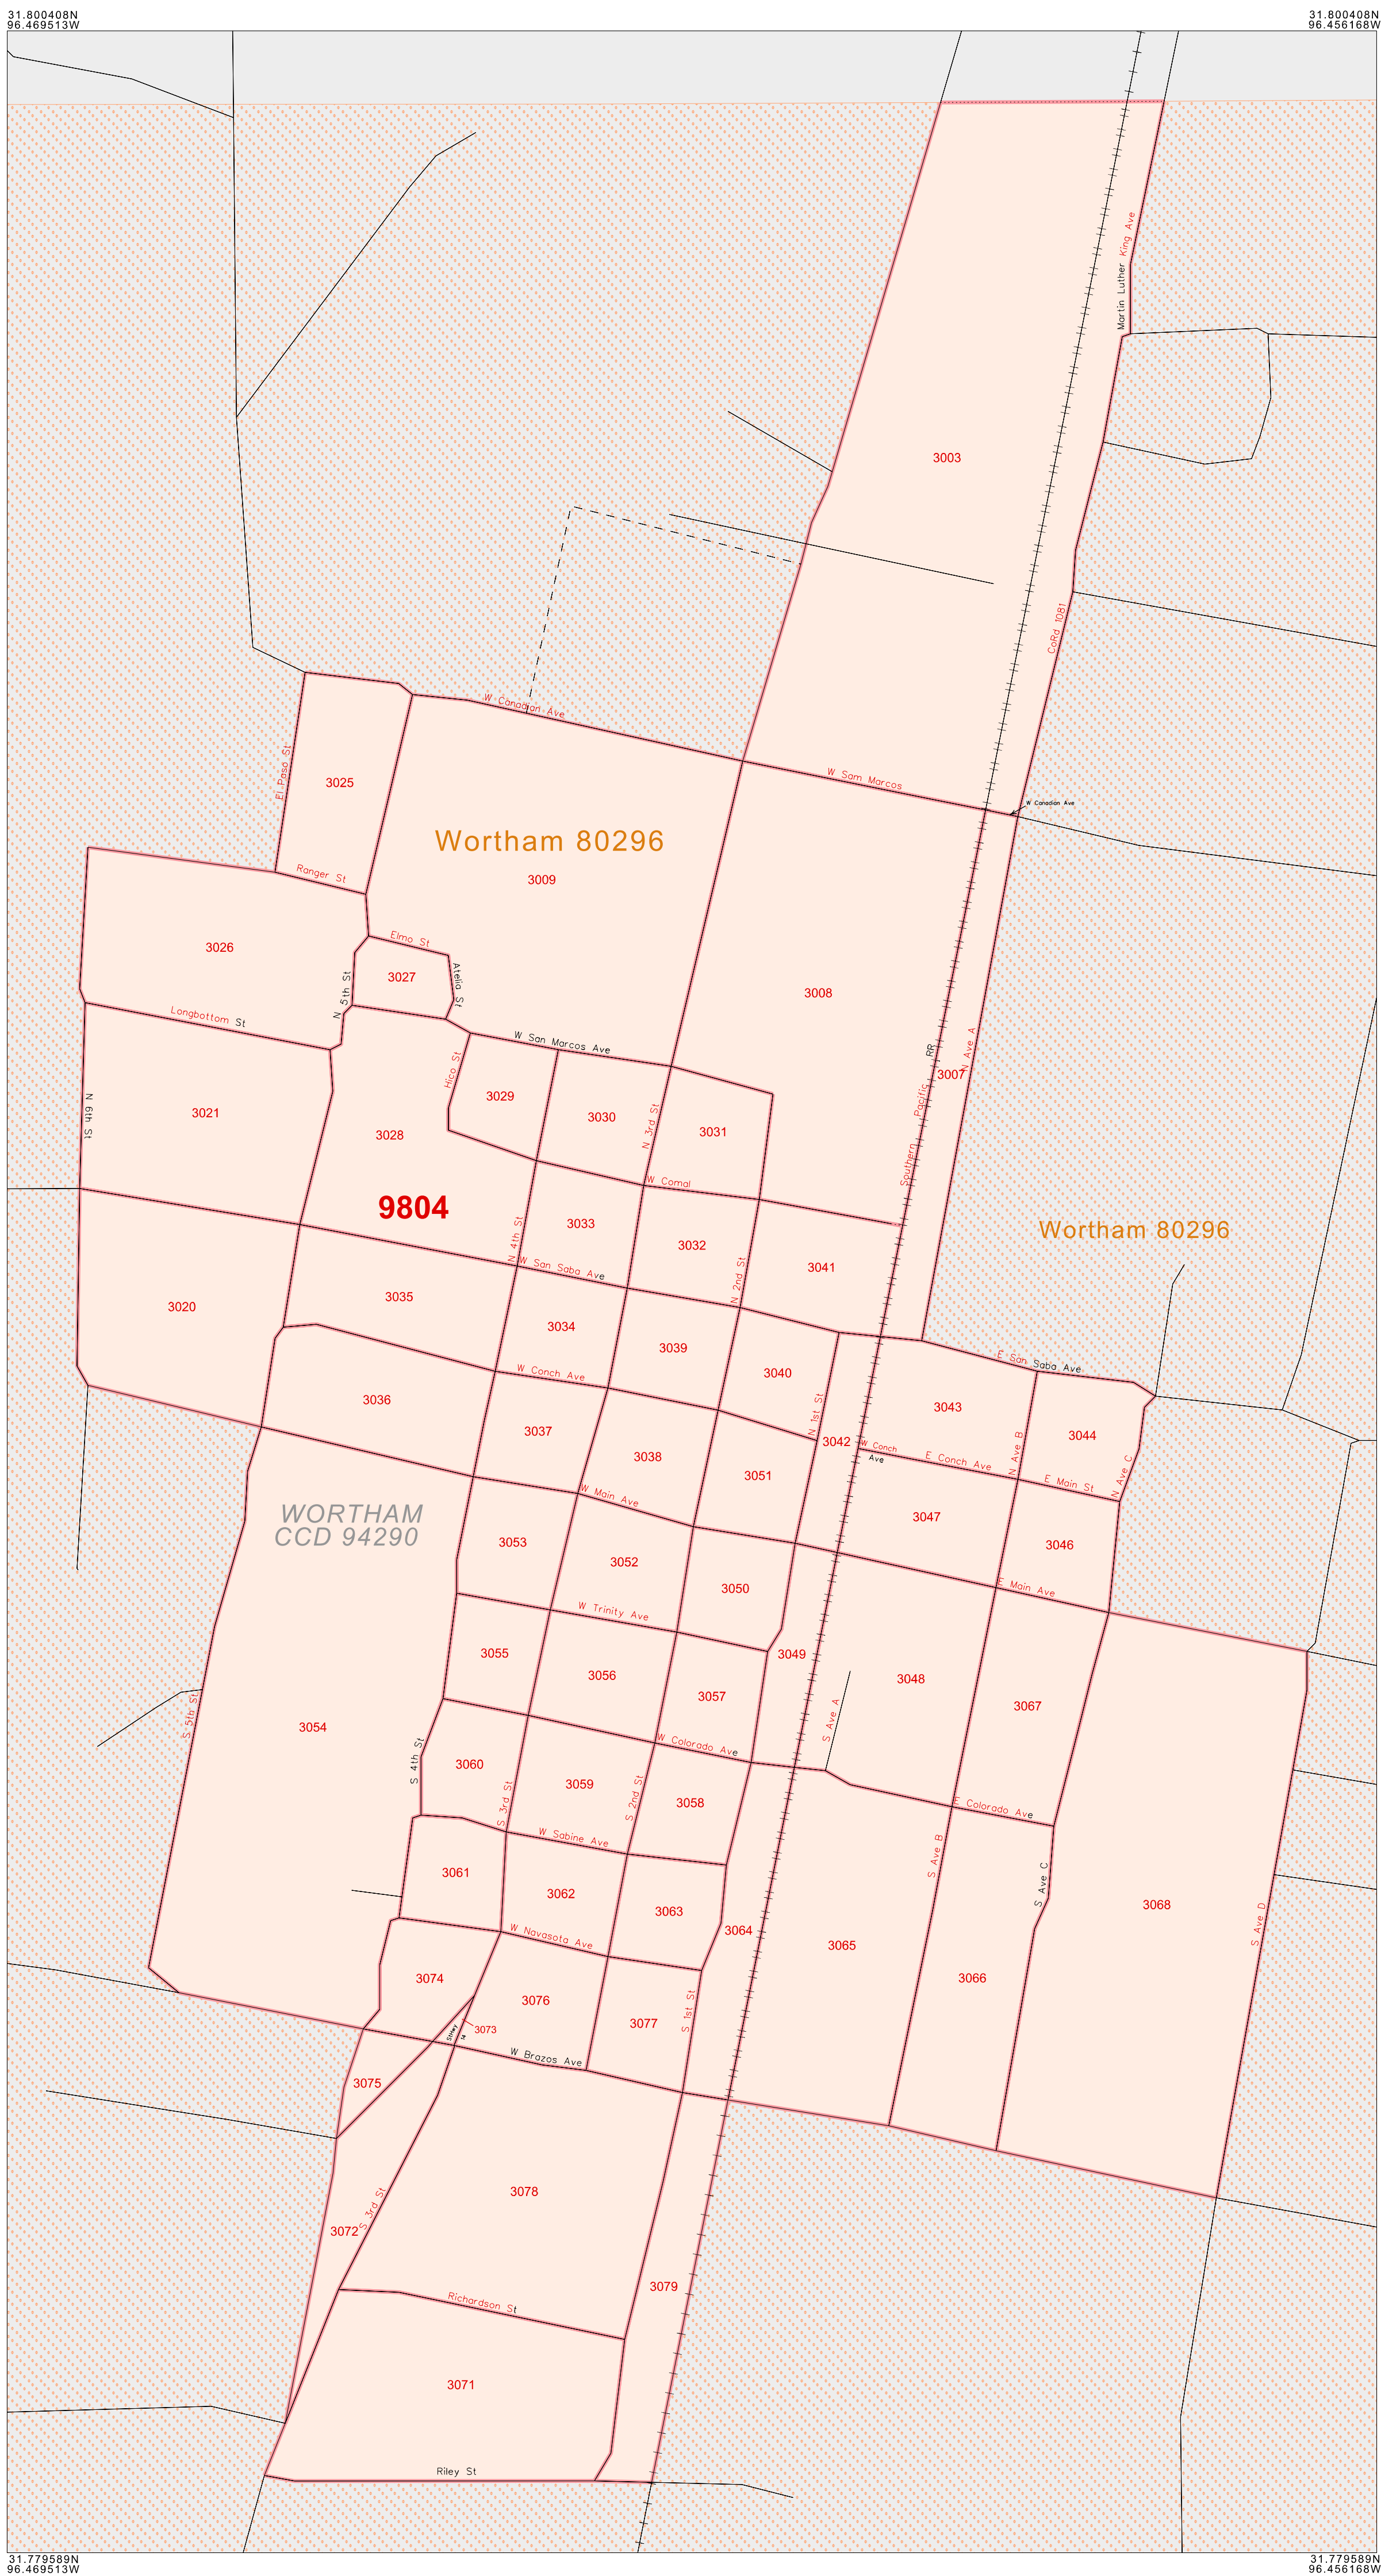 31.800408N
96.469513W
31.800408N
96.456168W
Martin Luther King Ave
3003
CoRd 1081
W Canadian Ave
W Sam Marcos
W Canadian Ave
El Paso St
3025
Wortham 80296
3009
Ranger St
3026
Elmo St
3027
Atelia St
N 5th St
3008
Longbottom St
W San Marcos Ave
RR
N Ave A
3007
Hico St
3029
3030
3031
N 3rd St
Southern Pacific
N 6th St
3021
3028
W Comal
9804
3033
3032
N 4th St
W San Saba Ave
N 2nd St
3041
Wortham 80296
3020
3035
3034
3039
3040
E San Saba Ave
3036
W Conch Ave
3037
3038
N 1st St
3042
3043
3044
W Conch
Ave
E Conch Ave
N Ave B
E Main St
N Ave C
3051
W Main Ave
WORTHAM
CCD 94290
3053
3052
3050
3047
3046
E Main Ave
W Trinity Ave
3055
3056
3057
3049
3048
3067
S Ave A
S 5th St
3054
S 4th St
3060
W Colorado Ave
3059
3058
S 3rd St
S 2nd St
E Colorado Ave
W Sabine Ave
3061
3062
3063
3064
3065
S Ave B
S Ave C
3066
3068
S Ave D
W Navasota Ave
3074
3076
3077
S 1st St
Sthwy 14
3073
W Brazos Ave
3075
3078
3072
S 3rd St
3079
Richardson St
3071
Riley St
31.779589N
96.469513W
31.779589N
96.456168W